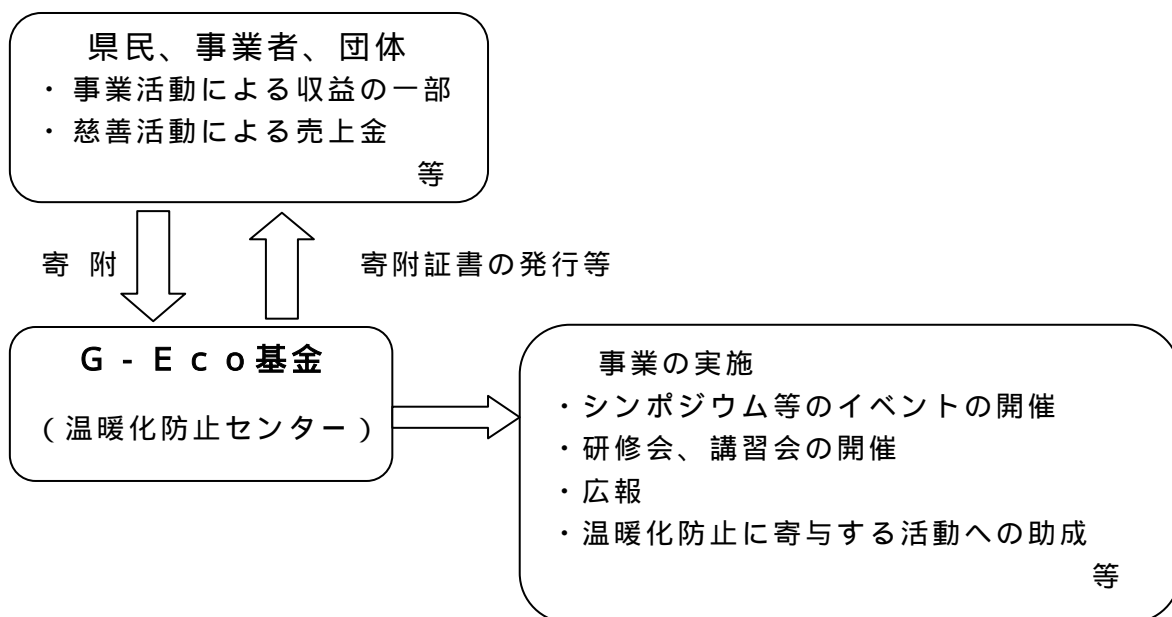 県民、事業者、団体
・事業活動による収益の一部
・慈善活動による売上金
等
寄 附
寄附証書の発行等
G-Eco基金
(温暖化防止センター)
事業の実施
・シンポジウム等のイベントの開催
・研修会、講習会の開催
・広報
・温暖化防止に寄与する活動への助成
等